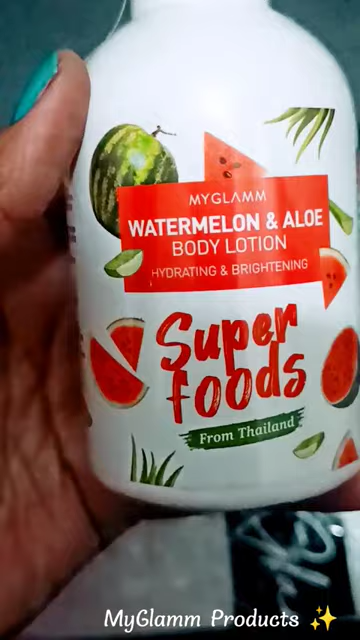 MYGLAMM
WATERMELON & ALOE
BODY LOTION
HYDRATING & BRIGHTENING
Super
foods
From Thailand
MyGlamm Products ✨